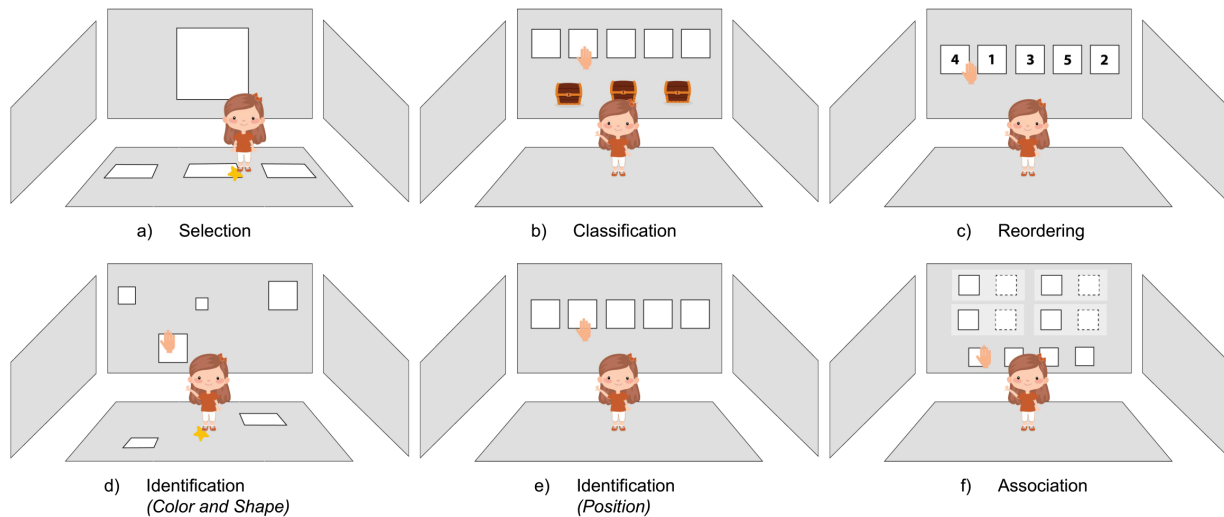 4 1 3 5 2
a) Selection
b) Classification
c) Reordering
d) Identification
(Color and Shape)
e) Identification
(Position)
f) Association